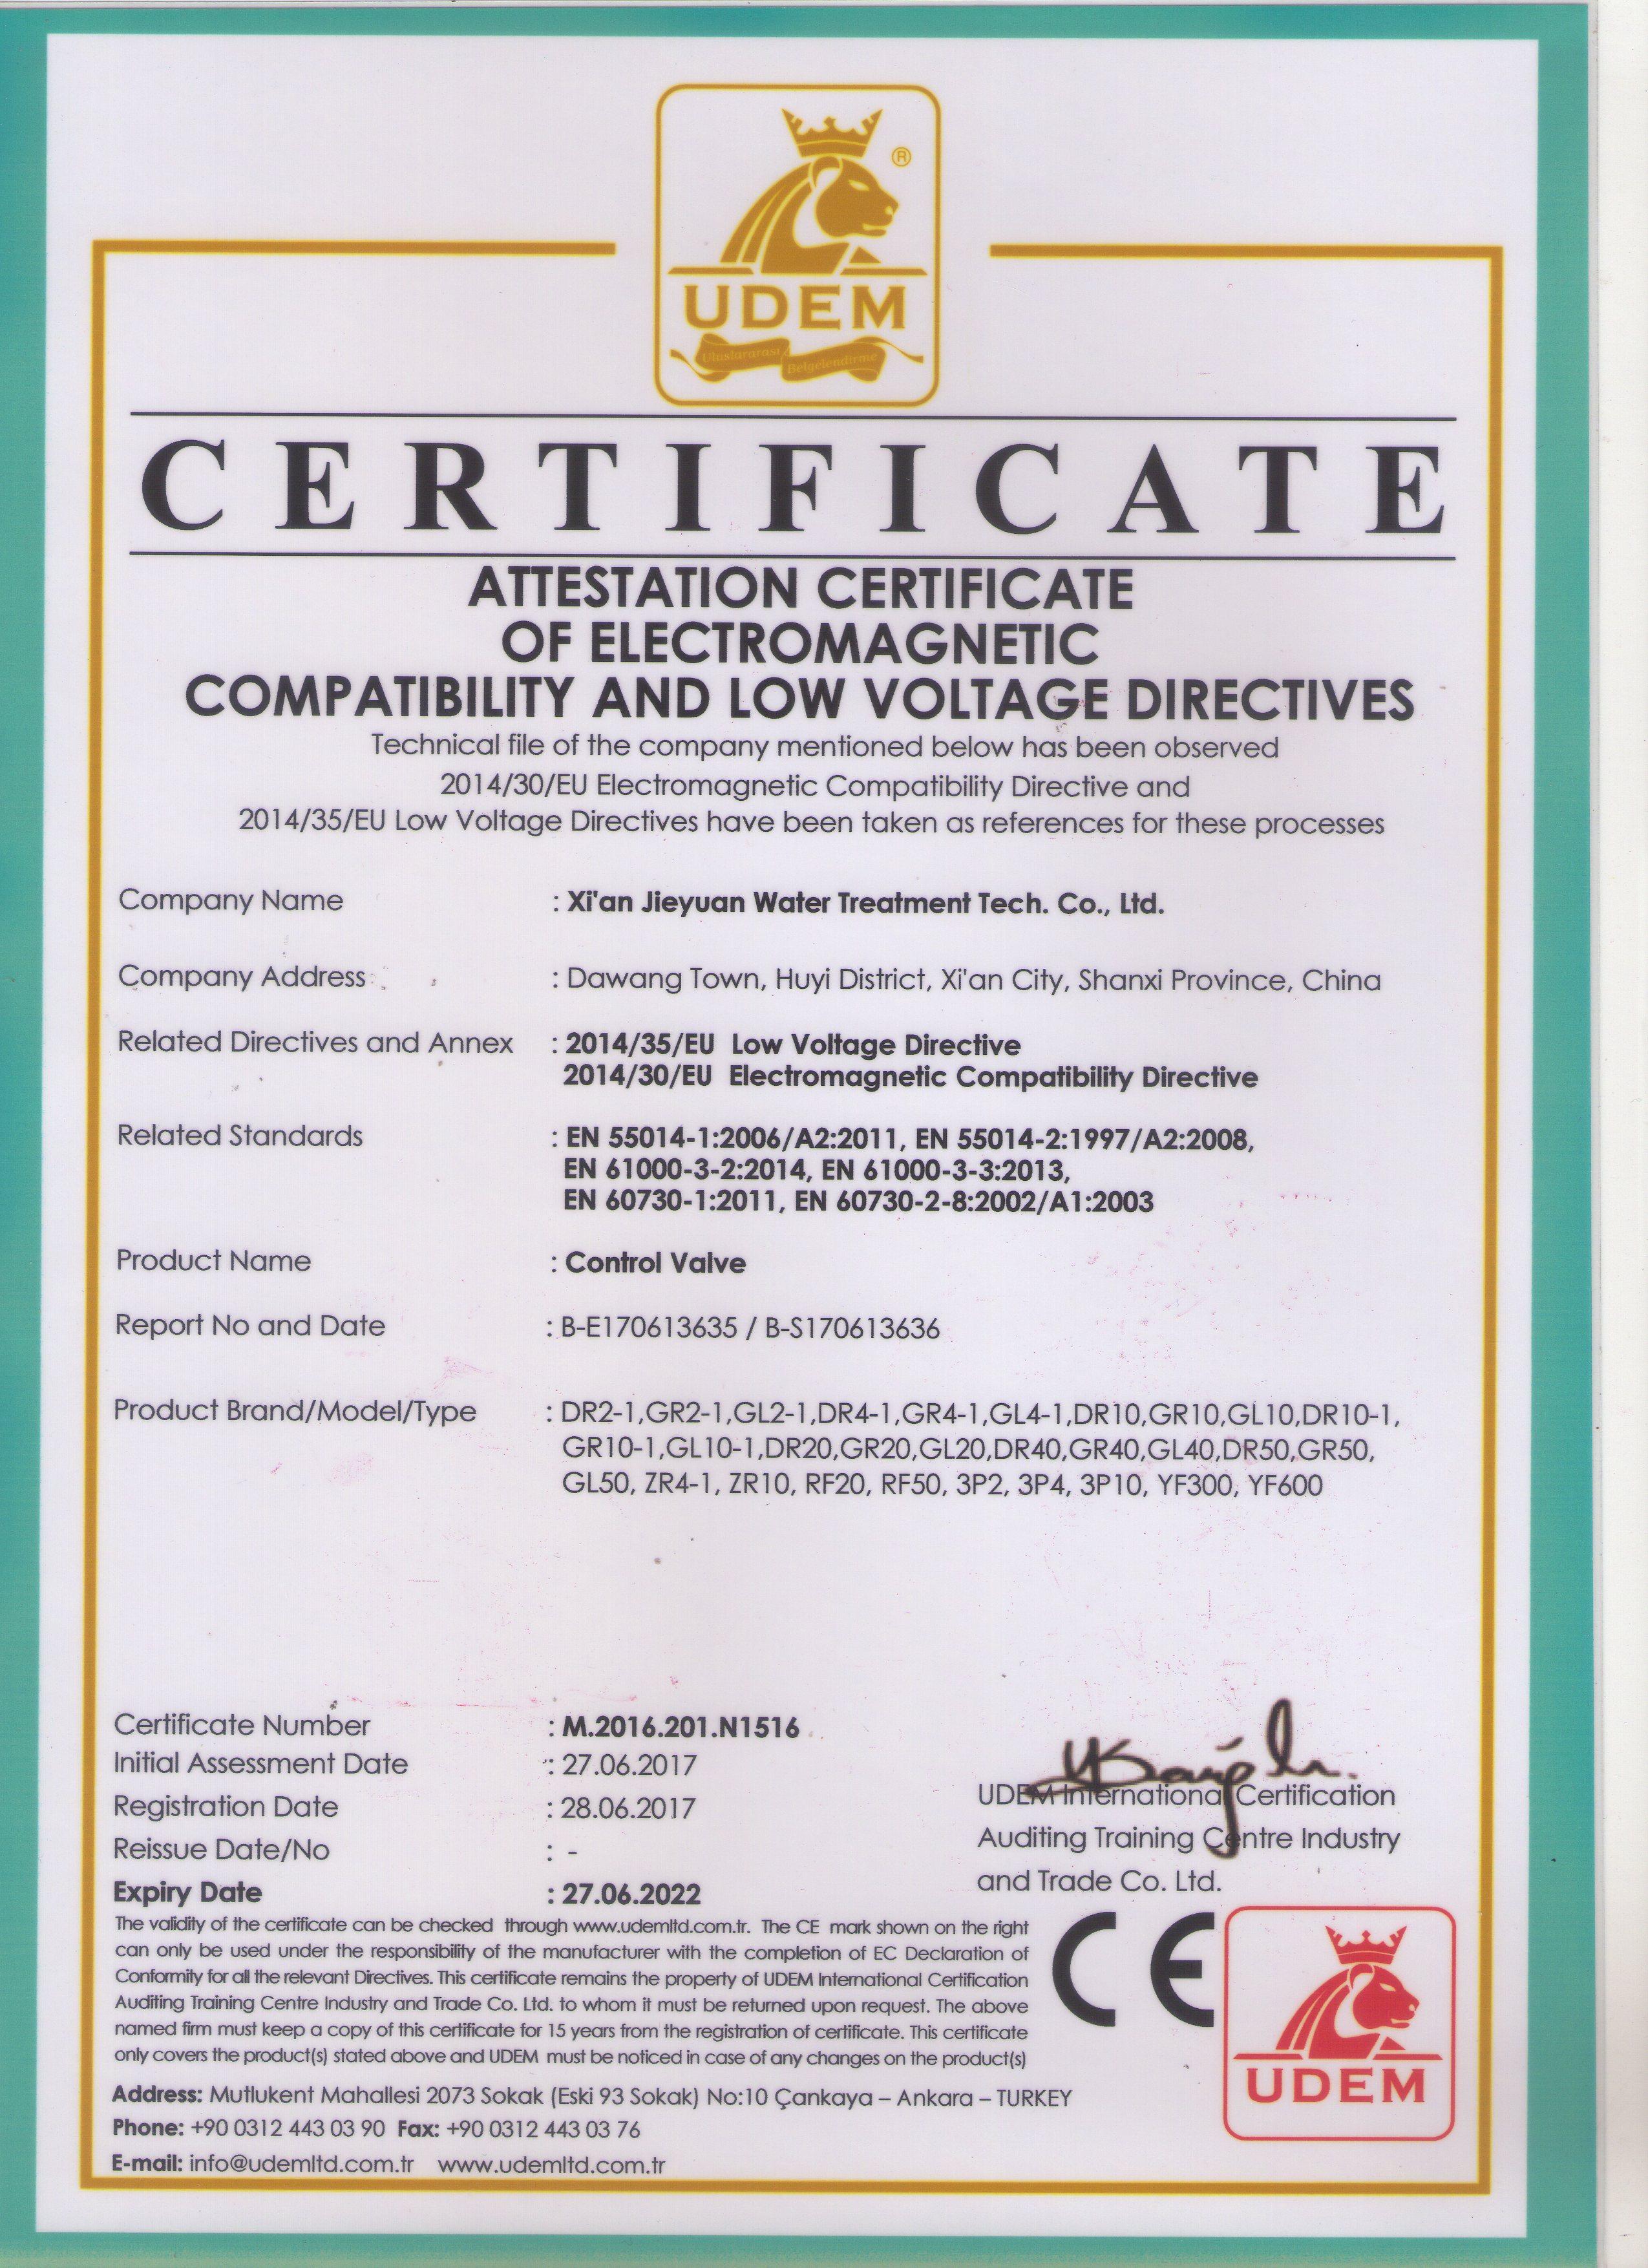 ®
UDEM
Uluslararası
Belgelendirme
CERTIFICATE
ATTESTATION CERTIFICATE
OF ELECTROMAGNETIC
COMPATIBILITY AND LOW VOLTAGE DIRECTIVES
Technical file of the company mentioned below has been observed
2014/30/EU Electromagnetic Compatibility Directive and
2014/35/EU Low Voltage Directives have been taken as references for these processes
Company Name : Xi'an Jieyuan Water Treatment Tech. Co., Ltd.
Company Address : Dawang Town, Huyi District, Xi'an City, Shanxi Province, China
Related Directives and Annex : 2014/35/EU Low Voltage Directive
2014/30/EU Electromagnetic Compatibility Directive
Related Standards : EN 55014-1:2006/A2:2011, EN 55014-2:1997/A2:2008,
EN 61000-3-2:2014, EN 61000-3-3:2013,
EN 60730-1:2011, EN 60730-2-8:2002/A1:2003
Product Name : Control Valve
Report No and Date : B-E170613635 / B-S170613636
Product Brand/Model/Type : DR2-1,GR2-1,GL2-1,DR4-1,GR4-1,GL4-1,DR10,GR10,GL10,DR10-1,
GR10-1,GL10-1,DR20,GR20,GL20,DR40,GR40,GL40,DR50,GR50,
GL50, ZR4-1, ZR10, RF20, RF50, 3P2, 3P4, 3P10, YF300, YF600
Certificate Number : M.2016.201.N1516
Initial Assessment Date : 27.06.2017
Registration Date : 28.06.2017
Reissue Date/No : -
Expiry Date : 27.06.2022
UDEM International Certification
Auditing Training Centre Industry
and Trade Co. Ltd.
The validity of the certificate can be checked through www.udemltd.com.tr. The CE mark shown on the right
can only be used under the responsibility of the manufacturer with the completion of EC Declaration of
Conformity for all the relevant Directives. This certificate remains the property of UDEM International Certification
Auditing Training Centre Industry and Trade Co. Ltd. to whom it must be returned upon request. The above
named firm must keep a copy of this certificate for 15 years from the registration of certificate. This certificate
only covers the product(s) stated above and UDEM must be noticed in case of any changes on the product(s)
CE
UDEM
Address: Mutlukent Mahallesi 2073 Sokak (Eski 93 Sokak) No:10 Çankaya – Ankara – TURKEY
Phone: +90 0312 443 03 90 Fax: +90 0312 443 03 76
E-mail: info@udemltd.com.tr www.udemltd.com.tr